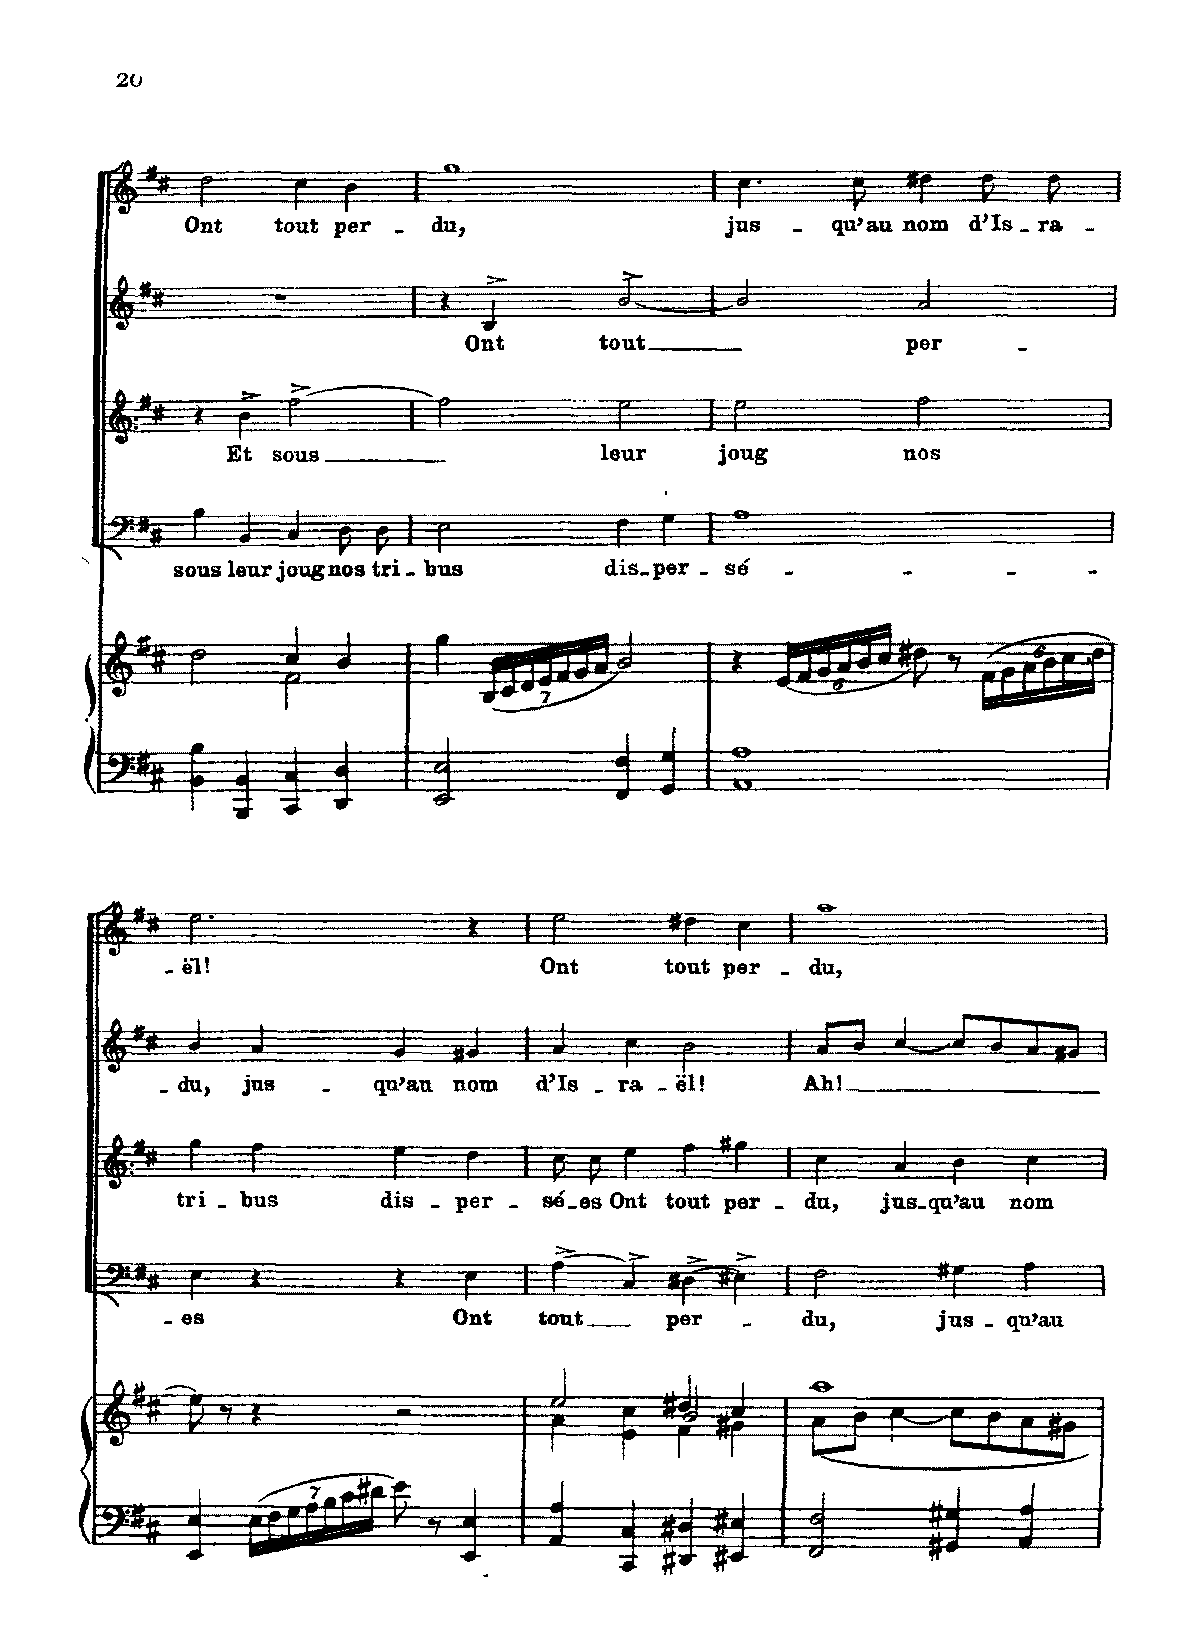 20
Ont tout per - du, jus - qu'au nom d'Is - ra -
Ont tout per -
Et sous leur joug nos
sous leur joug nos tri - bus dis - per - sé - - - -
7 6 6
- ël! Ont tout per - du,
- du, jus - qu'au nom d'Is - ra - ël! Ah!
tri - bus dis - per - sé - es Ont tout per - du, jus - qu'au nom
- es Ont tout per - du, jus - qu'au
7